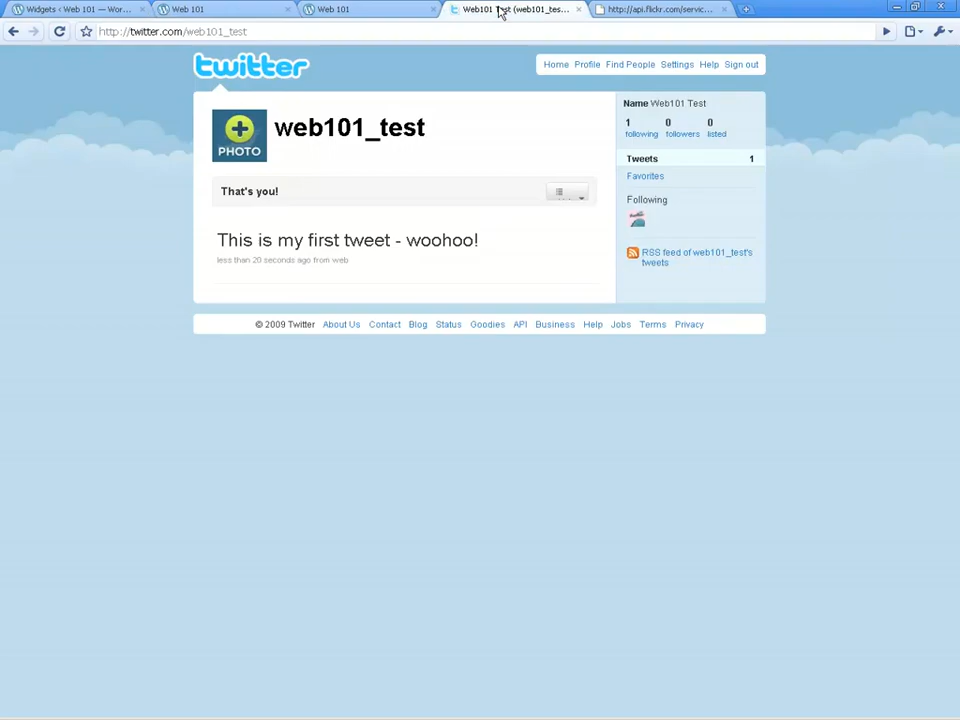 Widgets < Web 101 — Wor...
Web 101
Web 101
Web101 Test (web101_tes...
http://api.flickr.com/servic...
http://twitter.com/web101_test
twitter
Home Profile Find People Settings Help Sign out
PHOTO
web101_test
Name Web101 Test
1 0 0
following followers listed
That's you!
Tweets 1
Favorites
Following
This is my first tweet - woohoo!
less than 20 seconds ago from web
RSS feed of web101_test's
tweets
© 2009 Twitter About Us Contact Blog Status Goodies API Business Help Jobs Terms Privacy